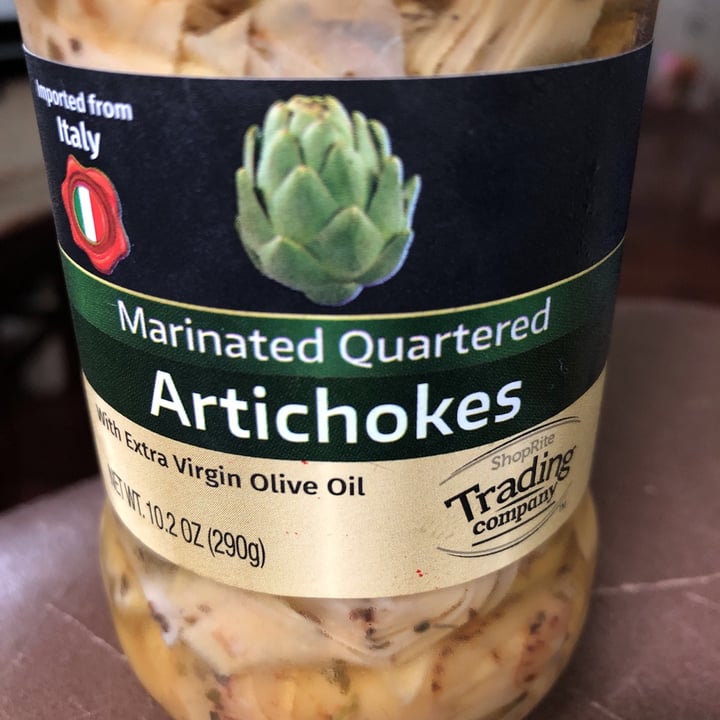 Imported from
Italy
Marinated Quartered
Artichokes
With Extra Virgin Olive Oil
NET WT. 10.2 OZ (290g)
ShopRite
Trading
company™